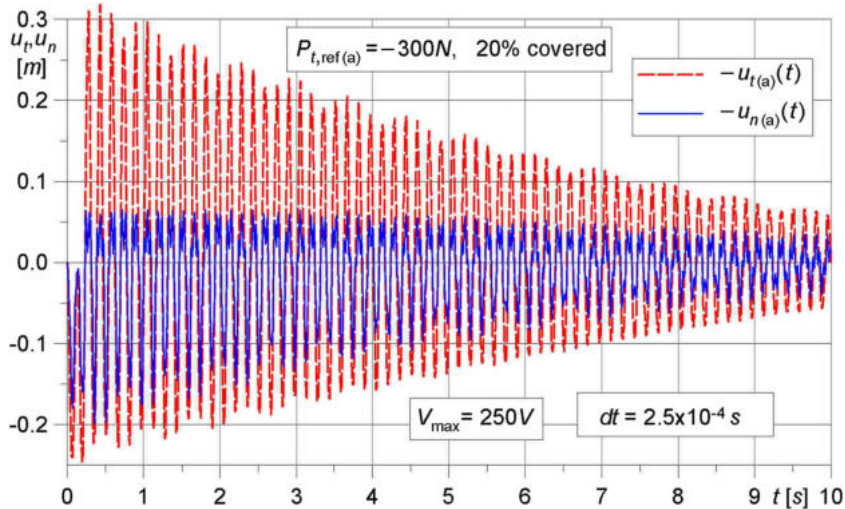 0.3
u_t,u_n
[m]
0.2
0.1
0.0
-0.1
-0.2
P_t,ref(a) =−300N, 20% covered
−u_t(a)(t)
−u_n(a)(t)
V_max = 250V
dt = 2.5x10⁻⁴ s
0 1 2 3 4 5 6 7 8 9 t [s] 10